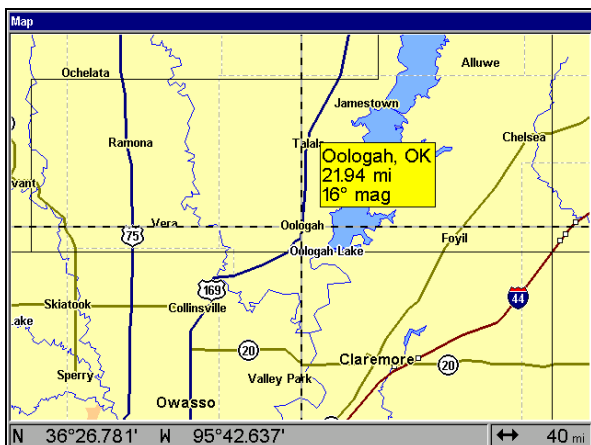 Map
Ochelata
Alluwe
Jamestown
Ramona
Talala
Chelsea
Oologah, OK
21.94 mi
16° mag
vant
Vera
Oologah
75
Foyil
Oologah Lake
169
44
Skiatook
Collinsville
Lake
20
Claremore
20
Sperry
Valley Park
Owasso
N 36°26.781' W 95°42.637'
40 mi